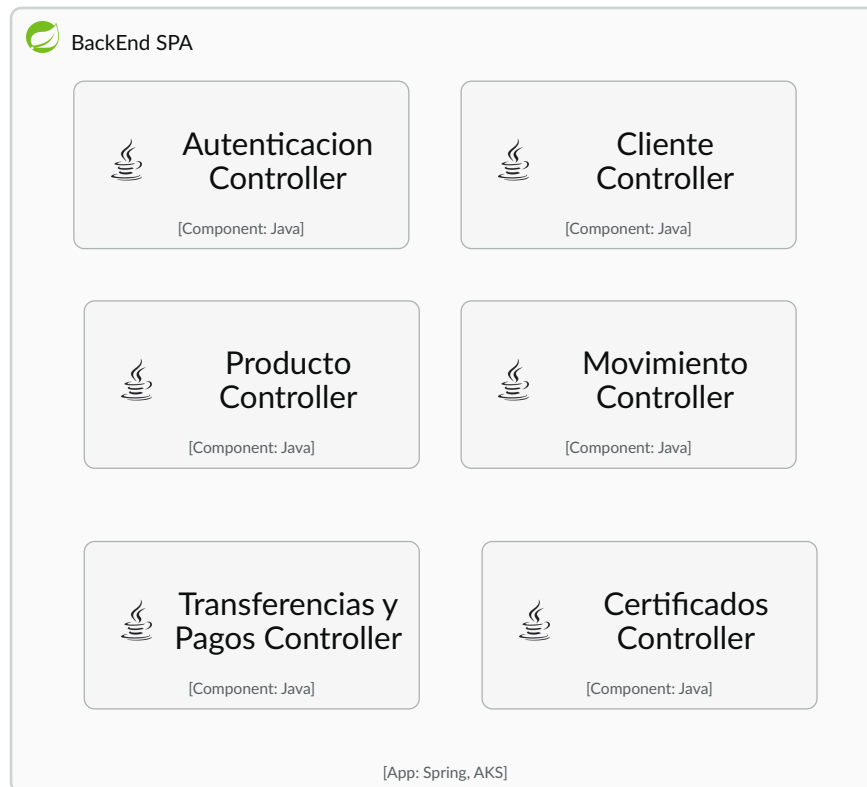 BackEnd SPA
Autenticacion
Controller
[Component: Java]
Cliente
Controller
[Component: Java]
Producto
Controller
[Component: Java]
Movimiento
Controller
[Component: Java]
Transferencias y
Pagos Controller
[Component: Java]
Certificados
Controller
[Component: Java]
[App: Spring, AKS]